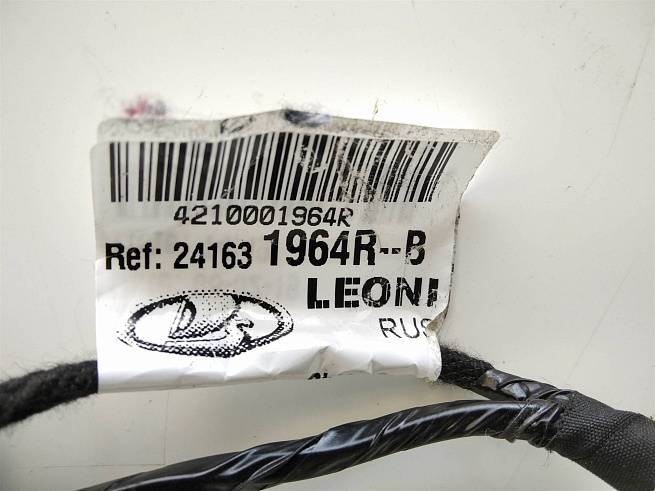 4210001964R
Ref: 24163 1964R--B
LEONI
RUS